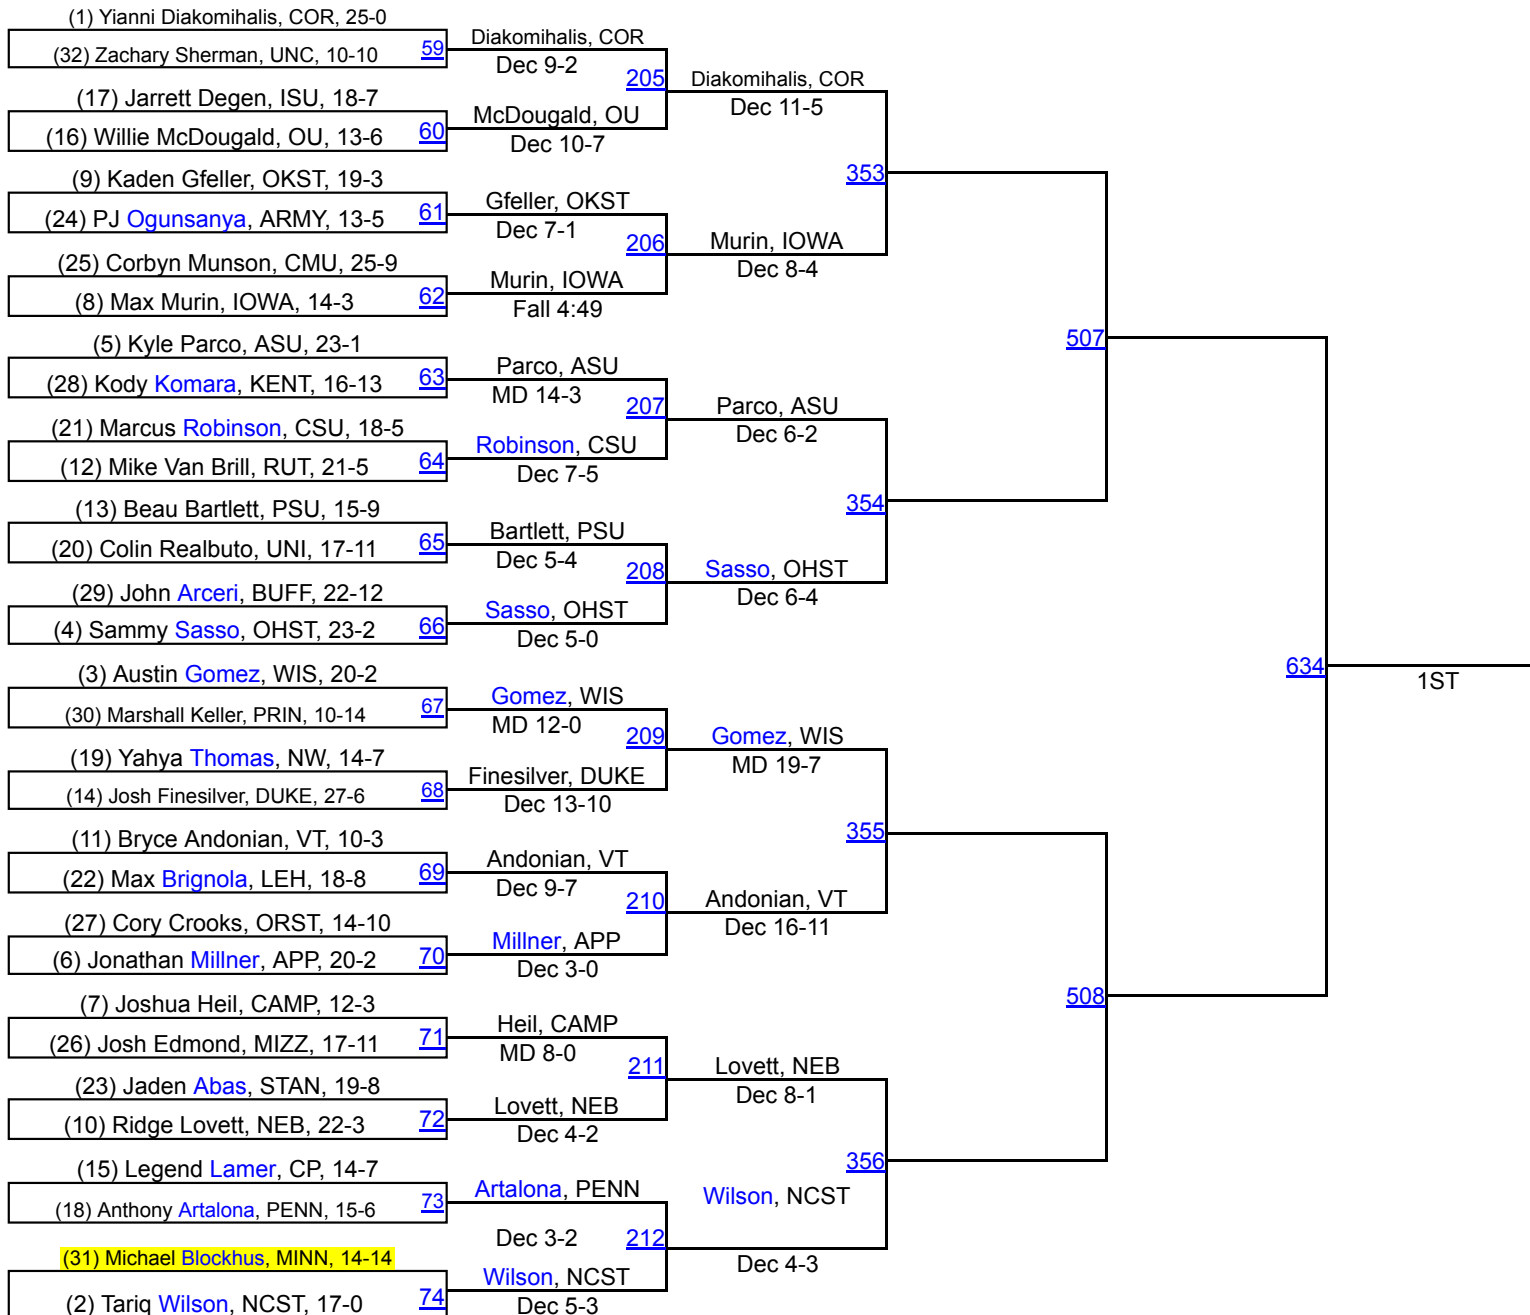 (1) Yianni Diakomihalis, COR, 25-0
(32) Zachary Sherman, UNC, 10-10 59
(17) Jarrett Degen, ISU, 18-7
(16) Willie McDougald, OU, 13-6 60
(9) Kaden Gfeller, OKST, 19-3
(24) PJ Ogunsanya, ARMY, 13-5 61
(25) Corbyn Munson, CMU, 25-9
(8) Max Murin, IOWA, 14-3 62
(5) Kyle Parco, ASU, 23-1
(28) Kody Komara, KENT, 16-13 63
(21) Marcus Robinson, CSU, 18-5
(12) Mike Van Brill, RUT, 21-5 64
(13) Beau Bartlett, PSU, 15-9
(20) Colin Realbuto, UNI, 17-11 65
(29) John Arceri, BUFF, 22-12
(4) Sammy Sasso, OHST, 23-2 66
(3) Austin Gomez, WIS, 20-2
(30) Marshall Keller, PRIN, 10-14 67
(19) Yahya Thomas, NW, 14-7
(14) Josh Finesilver, DUKE, 27-6 68
(11) Bryce Andonian, VT, 10-3
(22) Max Brignola, LEH, 18-8 69
(27) Cory Crooks, ORST, 14-10
(6) Jonathan Millner, APP, 20-2 70
(7) Joshua Heil, CAMP, 12-3
(26) Josh Edmond, MIZZ, 17-11 71
(23) Jaden Abas, STAN, 19-8
(10) Ridge Lovett, NEB, 22-3 72
(15) Legend Lamer, CP, 14-7
(18) Anthony Artalona, PENN, 15-6 73
(31) Michael Blockhus, MINN, 14-14
(2) Tariq Wilson, NCST, 17-0 74
Diakomihalis, COR
Dec 9-2
205
McDougald, OU
Dec 10-7
Gfeller, OKST
Dec 7-1
206
Murin, IOWA
Fall 4:49
Parco, ASU
MD 14-3
207
Robinson, CSU
Dec 7-5
Bartlett, PSU
Dec 5-4
208
Sasso, OHST
Dec 5-0
Gomez, WIS
MD 12-0
209
Finesilver, DUKE
Dec 13-10
Andonian, VT
Dec 9-7
210
Millner, APP
Dec 3-0
Heil, CAMP
MD 8-0
211
Lovett, NEB
Dec 4-2
Artalona, PENN
Dec 3-2
212
Wilson, NCST
Dec 5-3
Diakomihalis, COR
Dec 11-5
353
Murin, IOWA
Dec 8-4
Parco, ASU
Dec 6-2
354
Sasso, OHST
Dec 6-4
Gomez, WIS
MD 19-7
355
Andonian, VT
Dec 16-11
Lovett, NEB
Dec 8-1
356
Wilson, NCST
Dec 4-3
507
508
634
1ST